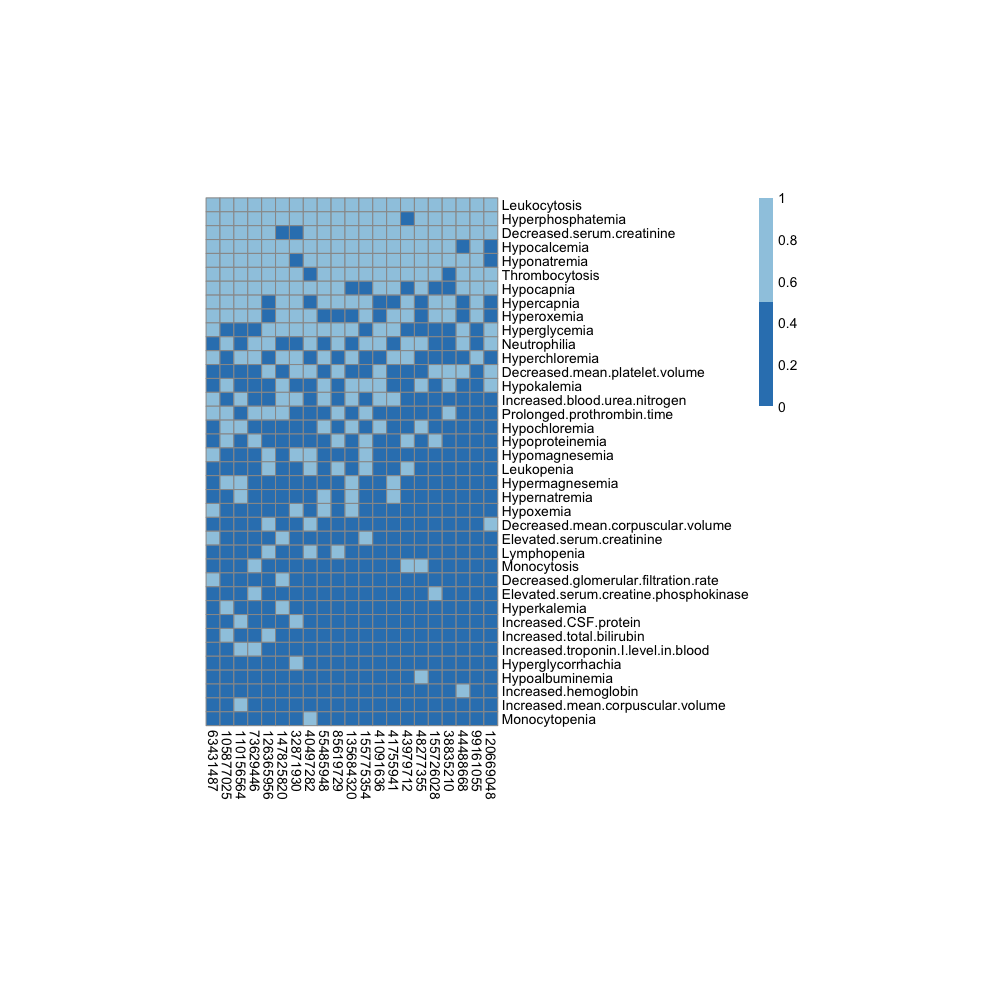 Leukocytosis
Hyperphosphatemia
Decreased.serum.creatinine
Hypocalcemia
Hyponatremia
Thrombocytosis
Hypocapnia
Hypercapnia
Hyperoxemia
Hyperglycemia
Neutrophilia
Hyperchloremia
Decreased.mean.platelet.volume
Hypokalemia
Increased.blood.urea.nitrogen
Prolonged.prothrombin.time
Hypochloremia
Hypoproteinemia
Hypomagnesemia
Leukopenia
Hypermagnesemia
Hypernatremia
Hypoxemia
Decreased.mean.corpuscular.volume
Elevated.serum.creatinine
Lymphopenia
Monocytosis
Decreased.glomerular.filtration.rate
Elevated.serum.creatine.phosphokinase
Hyperkalemia
Increased.CSF.protein
Increased.total.bilirubin
Increased.troponin.I.level.in.blood
Hyperglycorrhachia
Hypoalbuminemia
Increased.hemoglobin
Increased.mean.corpuscular.volume
Monocytopenia
63431487
105877025
110156564
73629446
126365956
147825820
32871930
40497282
55485948
85619729
135684320
155775354
41091636
41755941
43979712
48277355
155726028
38835210
44488668
99161055
120669048
1
0.8
0.6
0.4
0.2
0